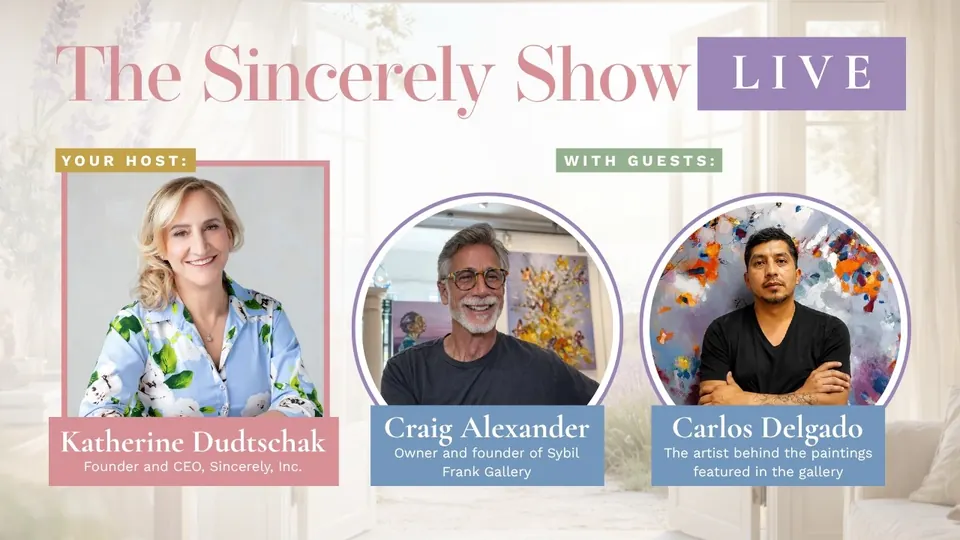 The Sincerely Show LIVE
YOUR HOST:
WITH GUESTS:
Katherine Dudtschak
Founder and CEO, Sincerely, Inc.
Craig Alexander
Owner and founder of Sybil
Frank Gallery
Carlos Delgado
The artist behind the paintings
featured in the gallery